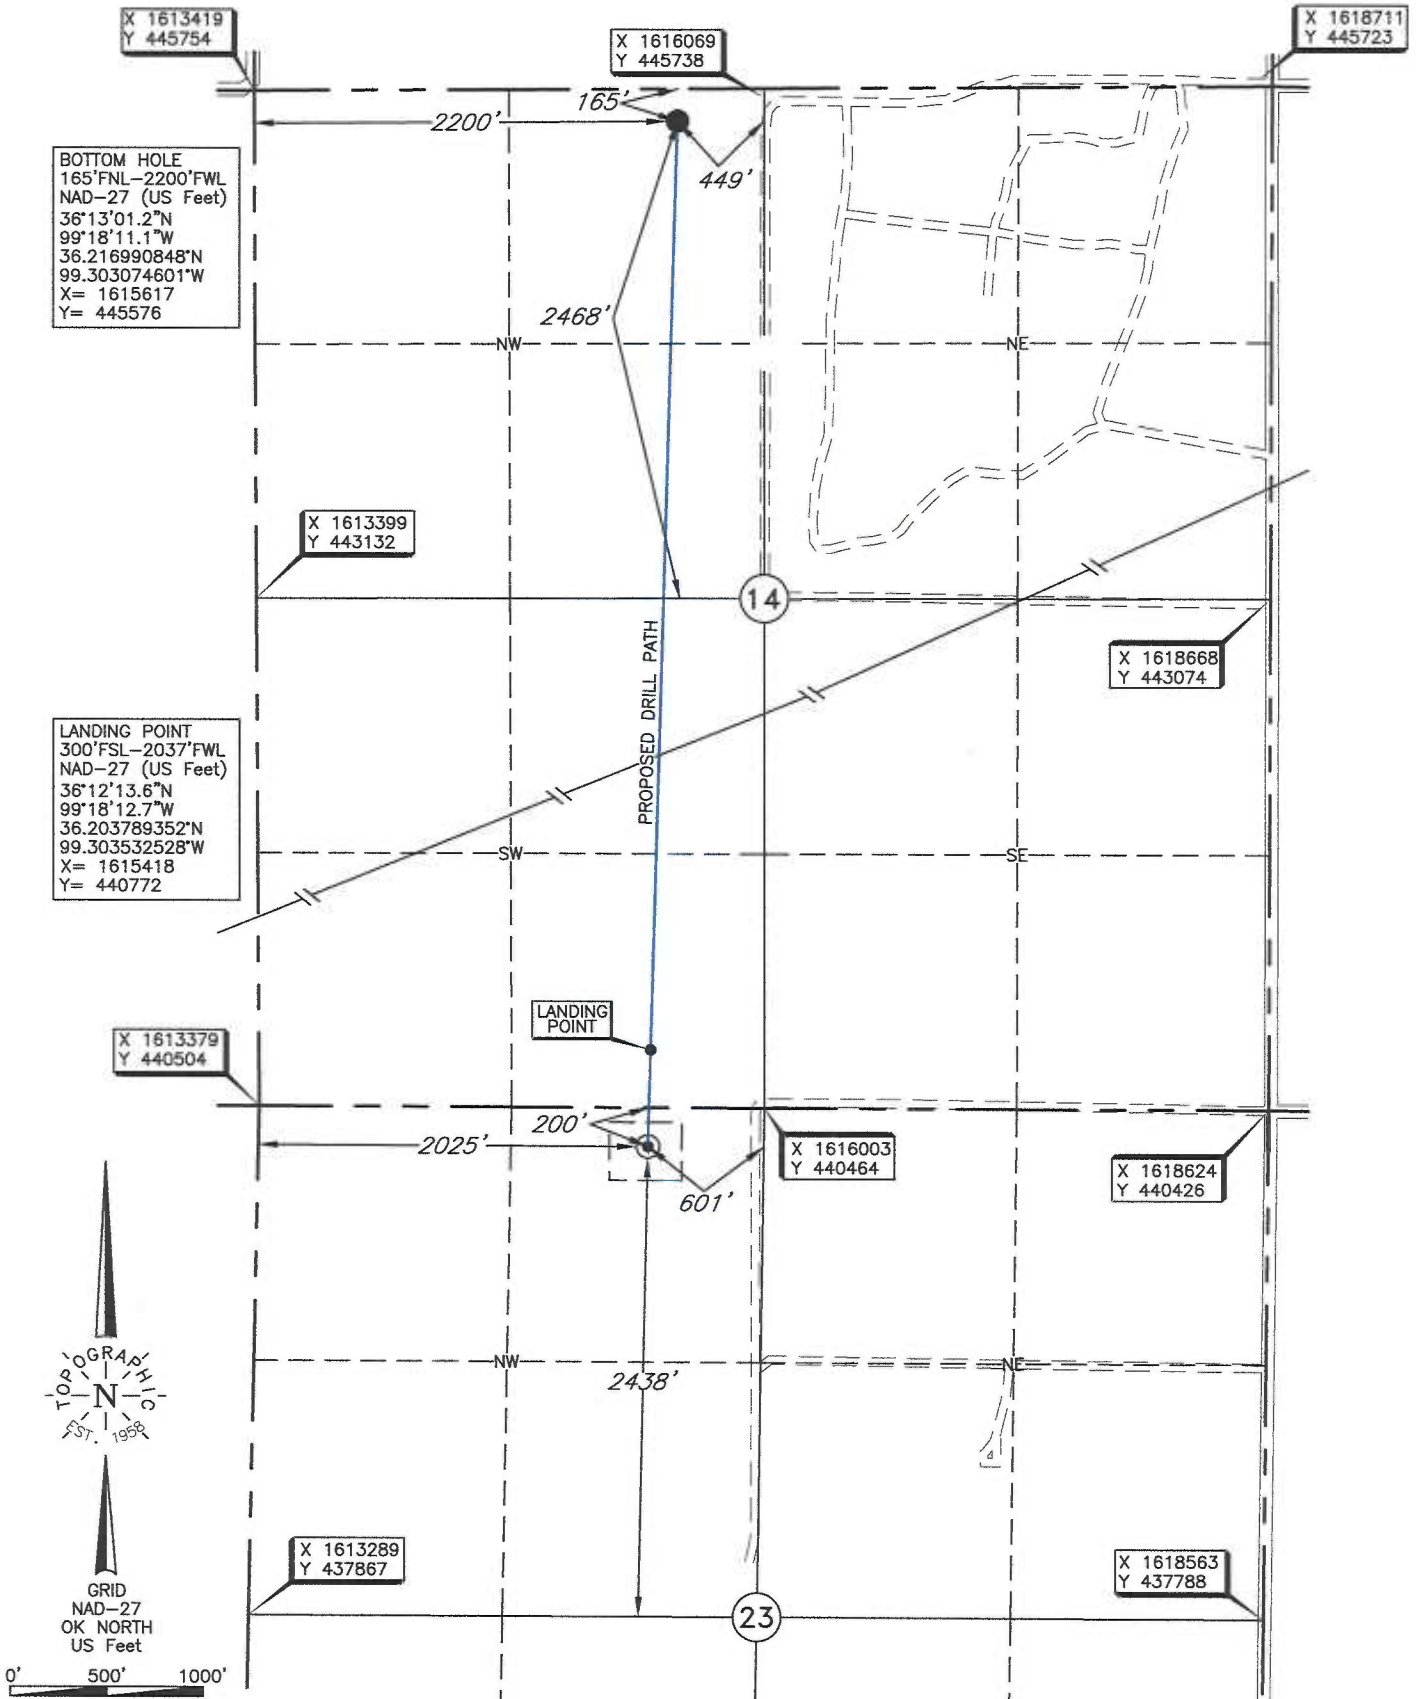 X 1613419
Y 445754
X 1616069
Y 445738
X 1618711
Y 445723
165'
2200'
449'
BOTTOM HOLE
165'FNL-2200'FWL
NAD-27 (US Feet)
36°13'01.2"N
99°18'11.1"W
36.216990848°N
99.303074601°W
X= 1615617
Y= 445576
2468'
NW
NE
X 1613399
Y 443132
14
X 1618668
Y 443074
PROPOSED DRILL PATH
LANDING POINT
300'FSL-2037'FWL
NAD-27 (US Feet)
36°12'13.6"N
99°18'12.7"W
36.203789352°N
99.303532528°W
X= 1615418
Y= 440772
SW
SE
LANDING
POINT
X 1613379
Y 440504
200'
2025'
601'
X 1616003
Y 440464
X 1618624
Y 440426
NW
NE
2438'
TOPOGRAPHIC
N
EST. 1958
X 1613289
Y 437867
X 1618563
Y 437788
23
GRID
NAD-27
OK NORTH
US Feet
0' 500' 1000'